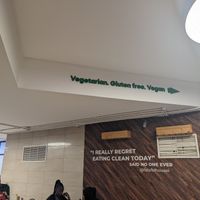 Vegetarian. Gluten free. Vegan
"I REALLY REGRET
EATING CLEAN TODAY"
SAID NO ONE EVER